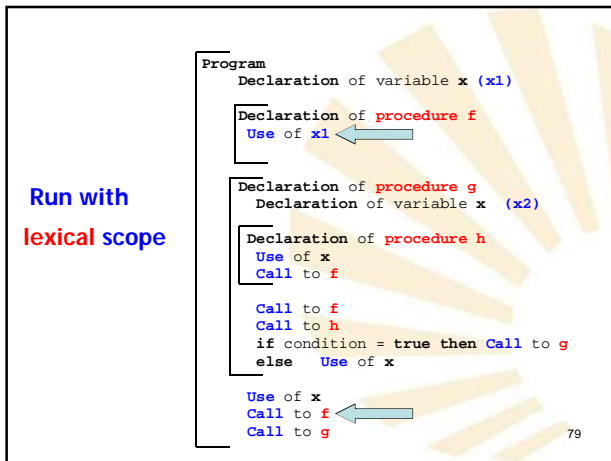 Program
Declaration of variable x (x1)
Declaration of procedure f
Use of x1
Run with
lexical scope
Declaration of procedure g
Declaration of variable x (x2)
Declaration of procedure h
Use of x
Call to f
Call to f
Call to h
if condition = true then Call to g
else Use of x
Use of x
Call to f
Call to g
79